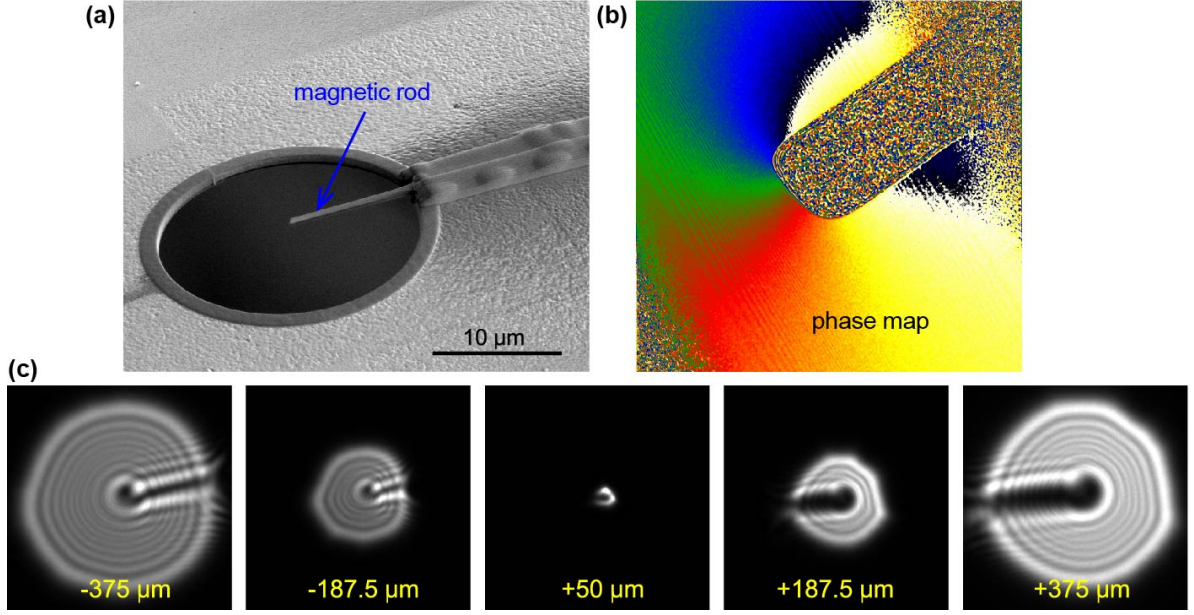 (a)
magnetic rod
10 µm
(b)
phase map
(c)
-375 µm
-187.5 µm
+50 µm
+187.5 µm
+375 µm